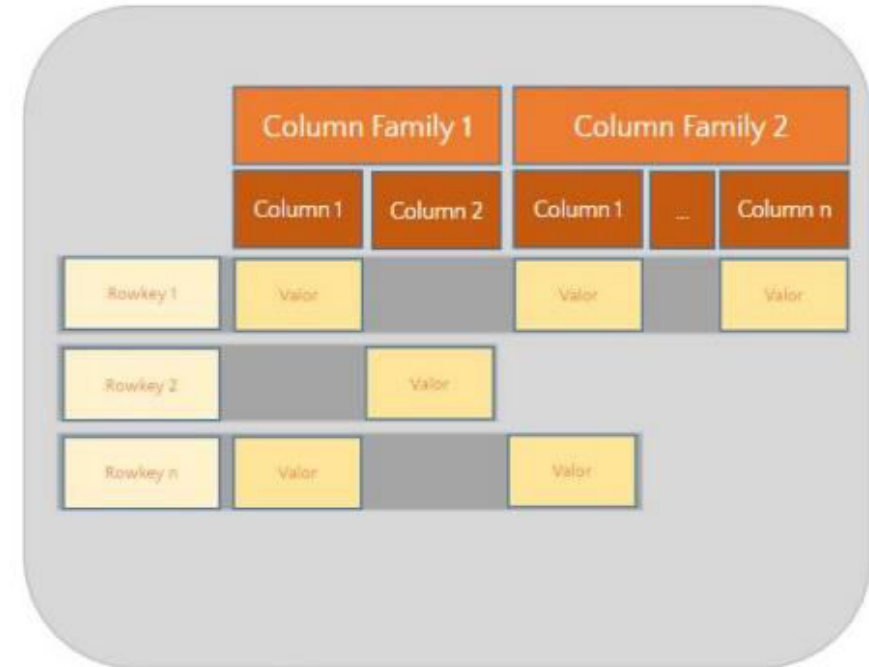 Column Family 1 Column Family 2
Column 1 Column 2 Column 1 ... Column n
Rowkey 1 Valor Valor Valor
Rowkey 2 Valor
Rowkey n Valor Valor